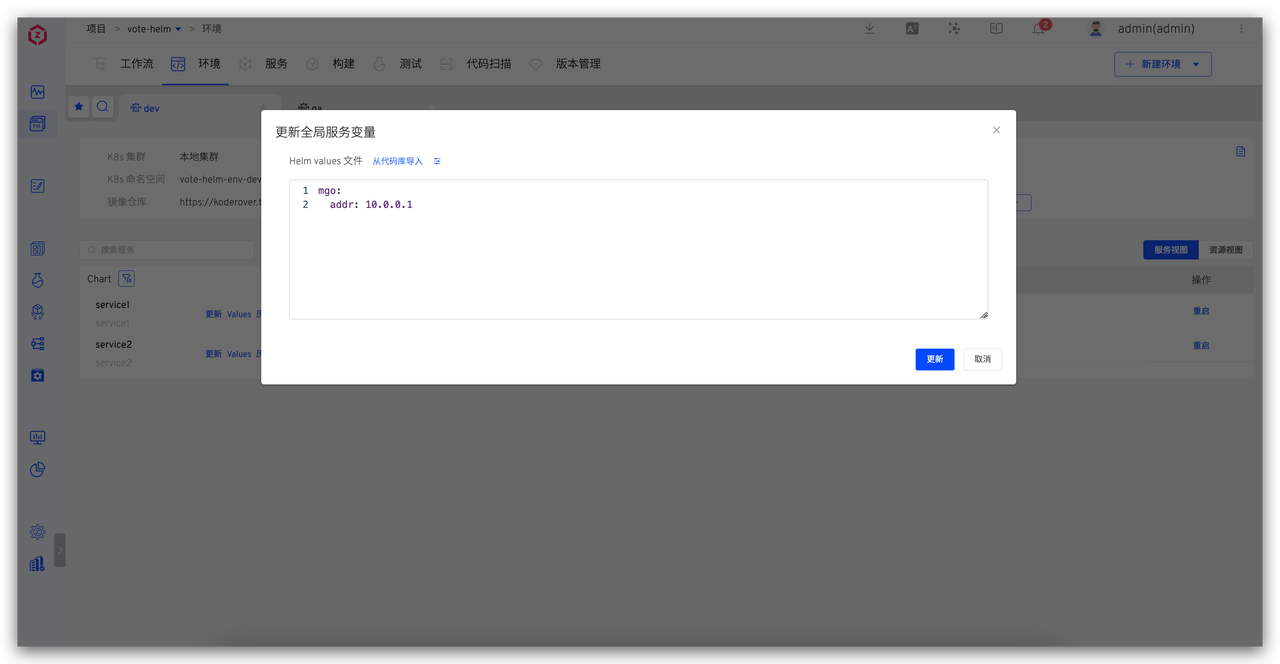 项目 > vote-helm > 环境
2
admin(admin)
工作流 环境 服务 构建 测试 代码扫描 版本管理
+ 新建环境
dev
qa
更新全局服务变量
Helm values 文件 从代码库导入
1 mgo:
2 addr: 10.0.0.1
更新 取消
K8s 集群 本地集群
K8s 命名空间 vote-helm-env-dev
镜像仓库 https://koderover.t
搜索服务
服务视图 资源视图
Chart
操作
service1
service1
更新 Values
重启
service2
service2
更新 Values
重启